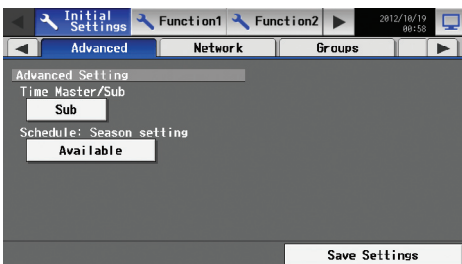 Initial Settings Function1 Function2 2012/10/19 00:58
Advanced Network Groups
Advanced Setting
Time Master/Sub
Sub
Schedule: Season setting
Available
Save Settings